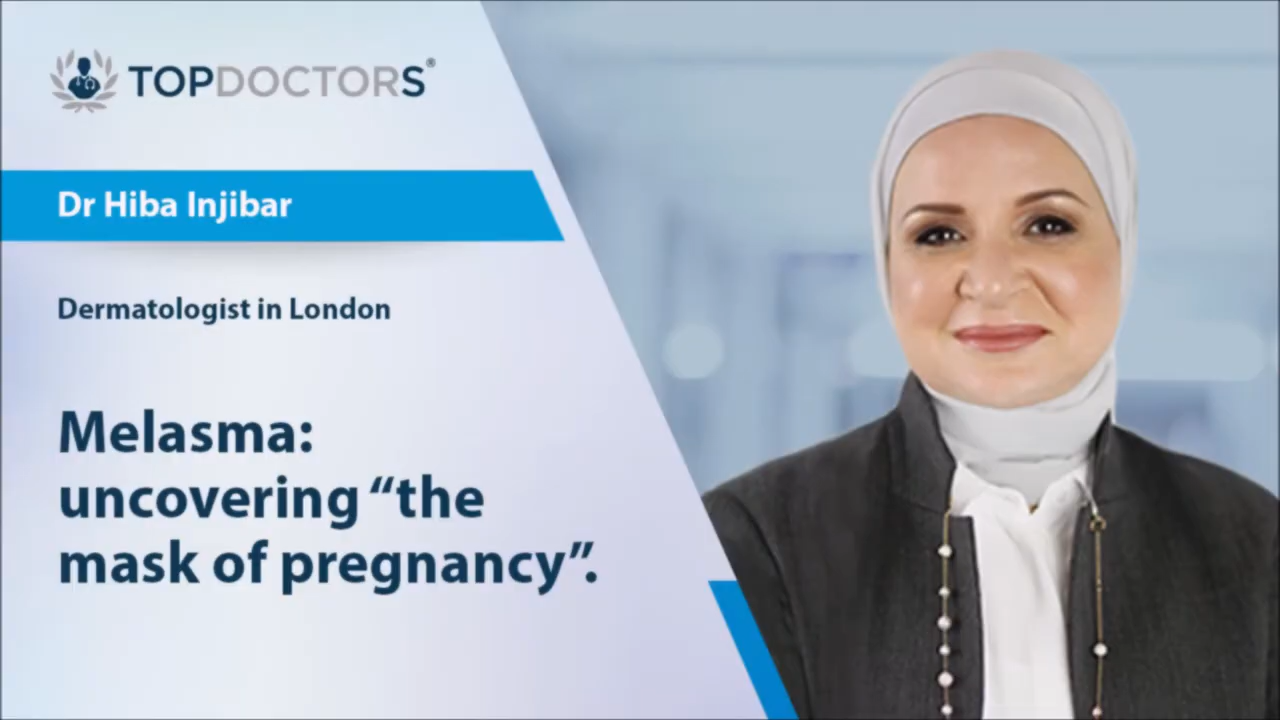 TOPDOCTORS®
Dr Hiba Injibar
Dermatologist in London
Melasma:
uncovering “the
mask of pregnancy”.